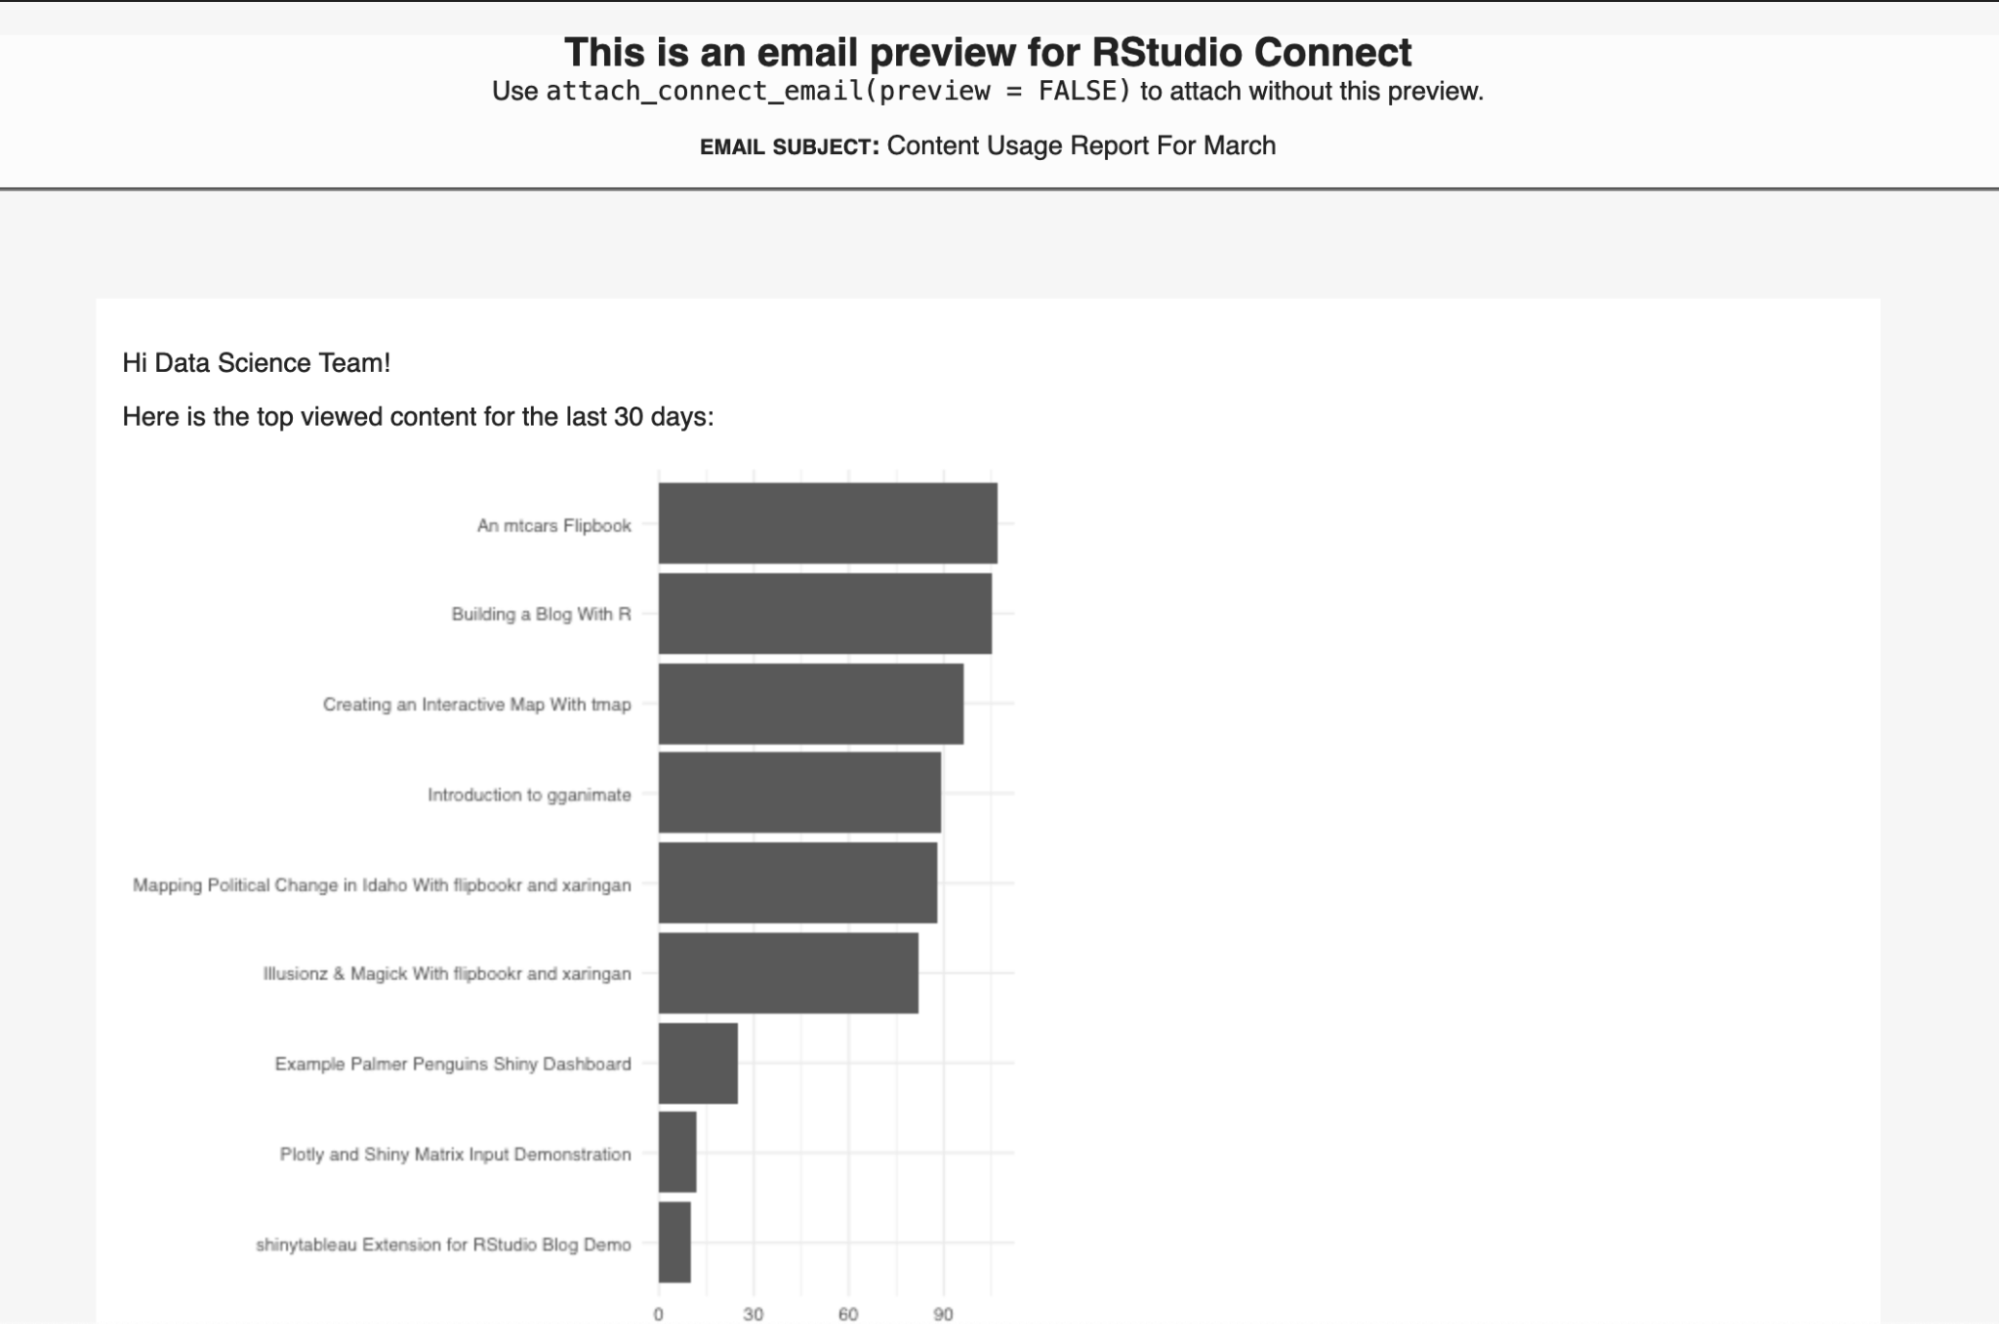 This is an email preview for RStudio Connect
Use attach_connect_email(preview = FALSE) to attach without this preview.
EMAIL SUBJECT: Content Usage Report For March
Hi Data Science Team!
Here is the top viewed content for the last 30 days:
An mtcars Flipbook
Building a Blog With R
Creating an Interactive Map With tmap
Introduction to gganimate
Mapping Political Change in Idaho With flipbookr and xaringan
Illusionz & Magick With flipbookr and xaringan
Example Palmer Penguins Shiny Dashboard
Plotly and Shiny Matrix Input Demonstration
shinytableau Extension for RStudio Blog Demo
0 30 60 90